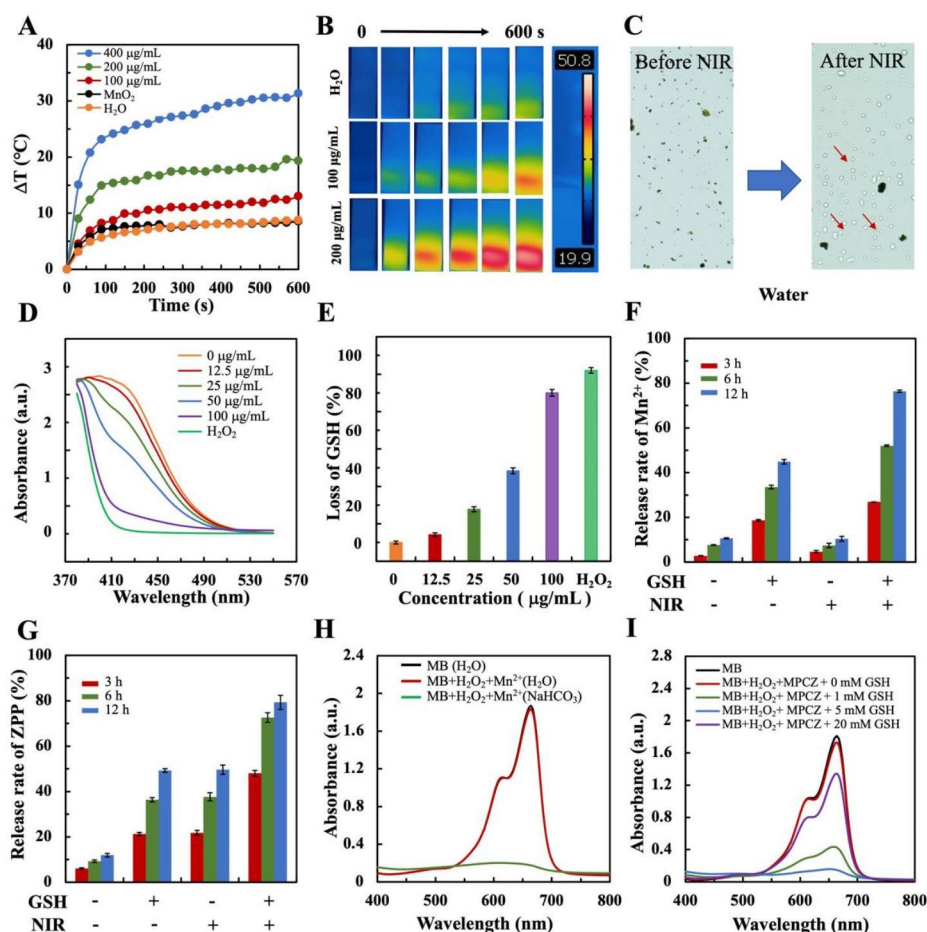 A
40
30
20
10
0
ΔT (°C)
400 μg/mL
200 μg/mL
100 μg/mL
MnO₂
H₂O
0 100 200 300 400 500 600
Time (s)
B
0 600 s
H₂O
100 μg/mL
200 μg/mL
50.8
19.9
C
Before NIR
After NIR
Water
D
3
2
1
0
Absorbance (a.u.)
0 μg/mL
12.5 μg/mL
25 μg/mL
50 μg/mL
100 μg/mL
H₂O₂
370 410 450 490 550 570
Wavelength (nm)
E
100
80
60
40
20
0
Loss of GSH (%)
0 12.5 25 50 100 H₂O₂
Concentration ( μg/mL )
F
100
80
60
40
20
0
Release rate of Mn²⁺ (%)
3 h
6 h
12 h
GSH - + - +
NIR - - + +
G
100
80
60
40
20
0
Release rate of ZPP (%)
3 h
6 h
12 h
GSH - + - +
NIR - - + +
H
2.4
2
1.6
1.2
0.8
0.4
0
Absorbance (a.u.)
MB (H₂O)
MB+H₂O₂+Mn²⁺(H₂O)
MB+H₂O₂+Mn²⁺(NaHCO₃)
400 500 600 700 800
Wavelength (nm)
I
2.8
2.4
2
1.6
1.2
0.8
0.4
0
Absorbance (a.u.)
MB
MB+H₂O₂+MPCZ + 0 mM GSH
MB+H₂O₂+ MPCZ + 1 mM GSH
MB+H₂O₂+ MPCZ + 5 mM GSH
MB+H₂O₂+ MPCZ + 20 mM GSH
400 500 600 700 800
Wavelength (nm)